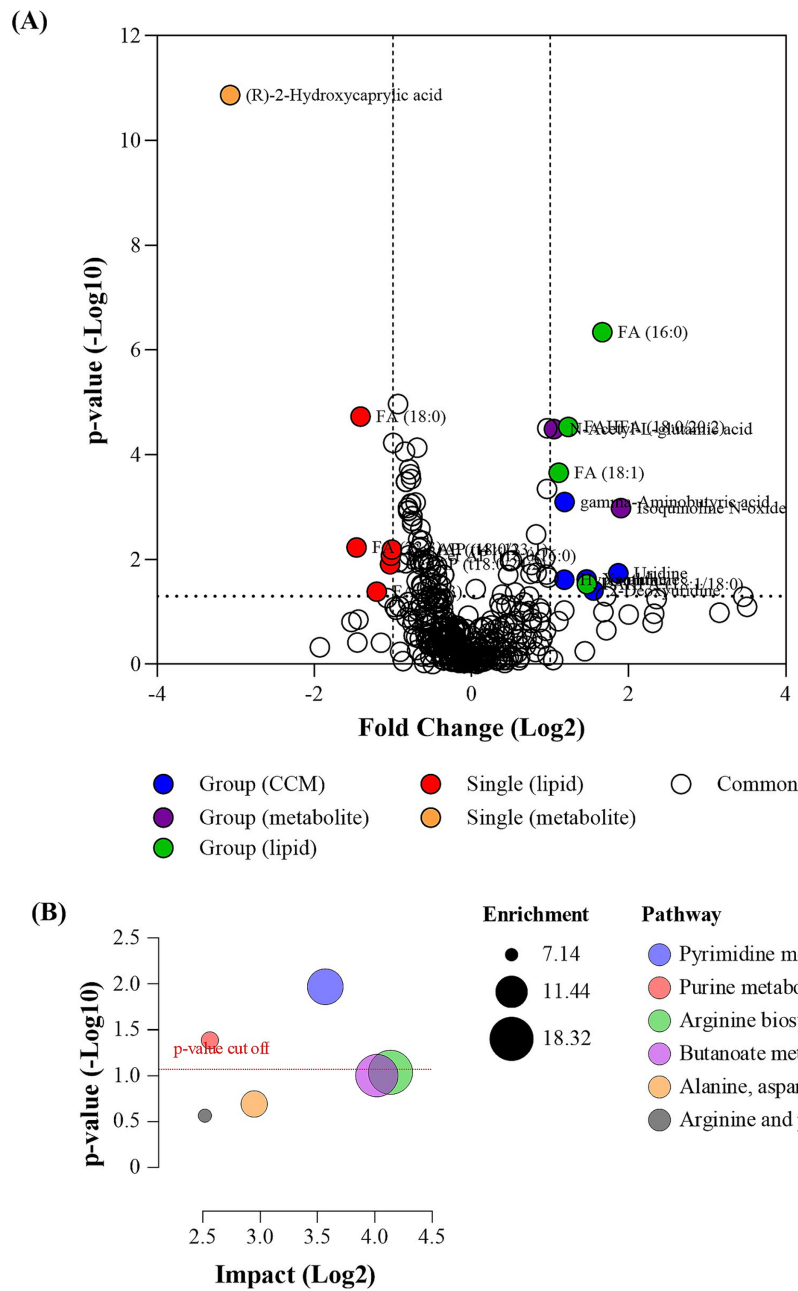 (A)
12
10
8
6
4
2
0
-4
-2
0
2
4
p-value (-Log10)
Fold Change (Log2)
(R)-2-Hydroxycaprylic acid
FA (16:0)
FA (18:0)
FAHFA (18:0/20:2)
N-Acetyl-L-glutamic acid
FA (18:1)
gamma-Aminobutyric acid
Isoquinoline N-oxide
Uridine
2-Deoxyuridine
Group (CCM)
Single (lipid)
Common
Group (metabolite)
Single (metabolite)
Group (lipid)
(B)
2.5
2.0
1.5
1.0
0.5
0
p-value (-Log10)
p-value cut off
2.5
3.0
3.5
4.0
4.5
Impact (Log2)
Enrichment
7.14
11.44
18.32
Pathway
Pyrimidine m
Purine metabo
Arginine bios
Butanoate met
Alanine, aspar
Arginine and